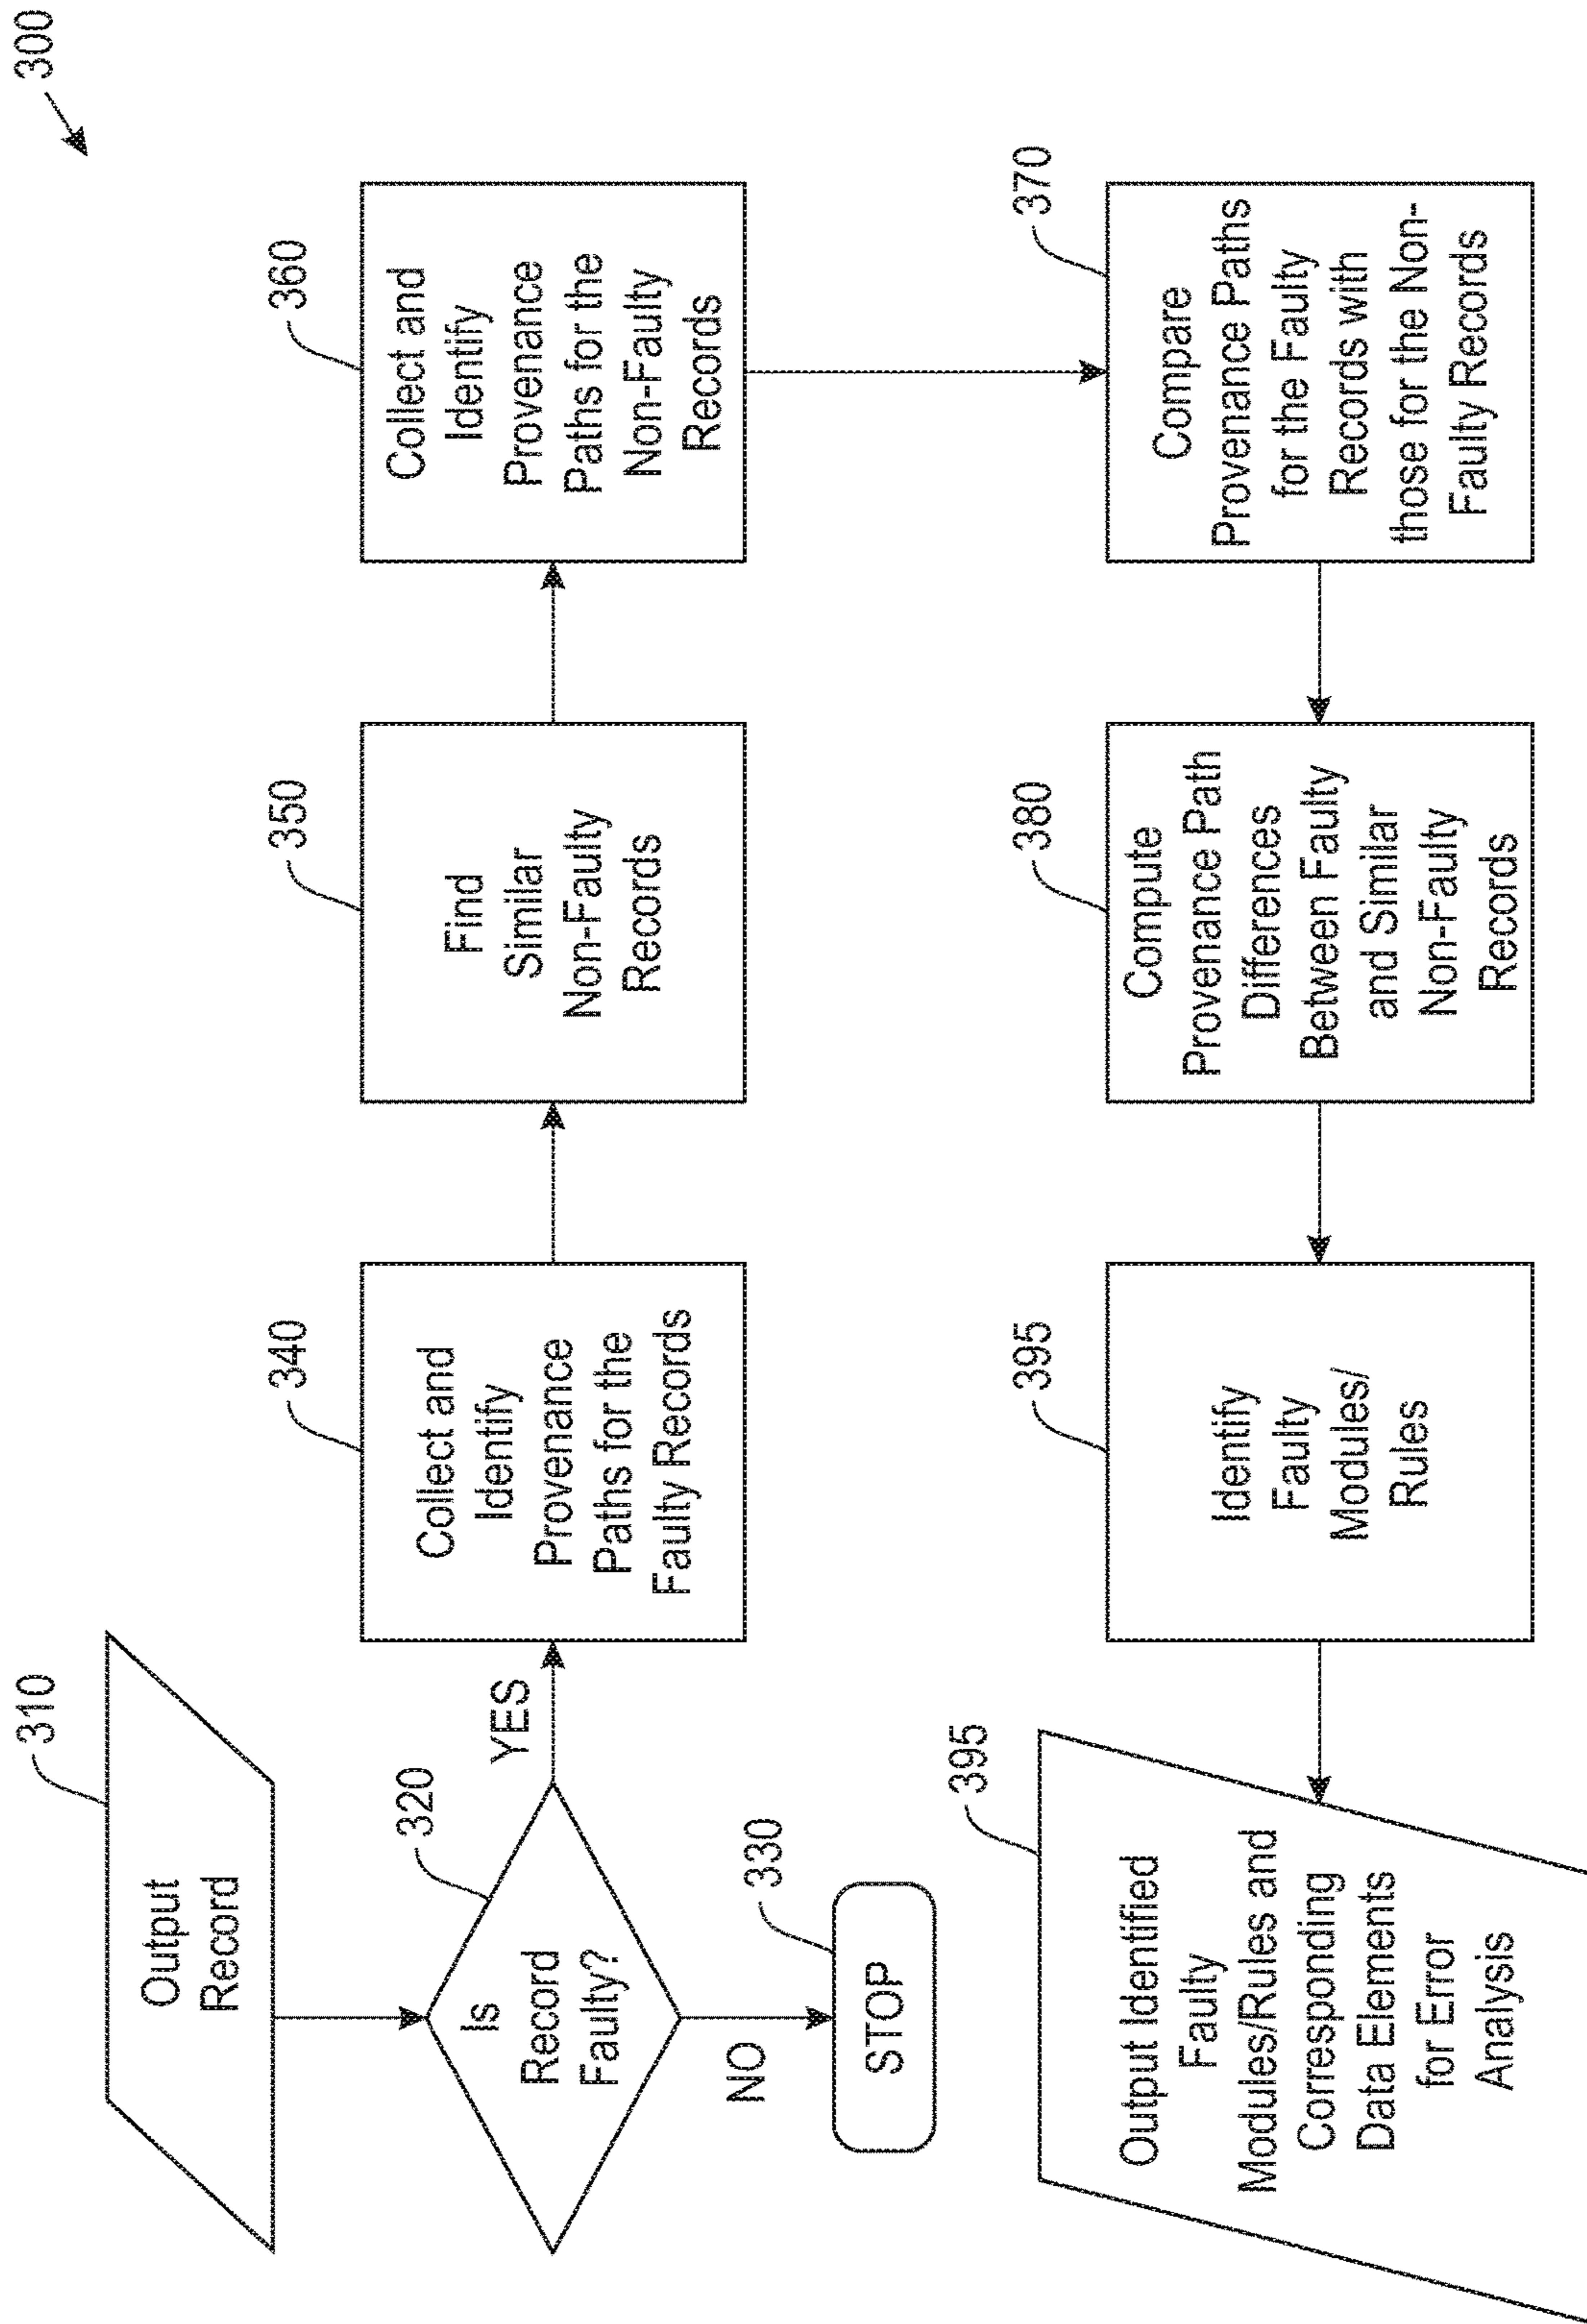 300
310
Output
Record
320
Is
Record
Faulty?
YES
NO
330
STOP
340
Collect and
Identify
Provenance
Paths for the
Faulty Records
350
Find
Similar
Non-Faulty
Records
360
Collect and
Identify
Provenance
Paths for the
Non-Faulty
Records
370
Compare
Provenance Paths
for the Faulty
Records with
those for the Non-
Faulty Records
380
Compute
Provenance Path
Differences
Between Faulty
and Similar
Non-Faulty
Records
395
Identify
Faulty
Modules/
Rules
395
Output Identified
Faulty
Modules/Rules and
Corresponding
Data Elements
for Error
Analysis